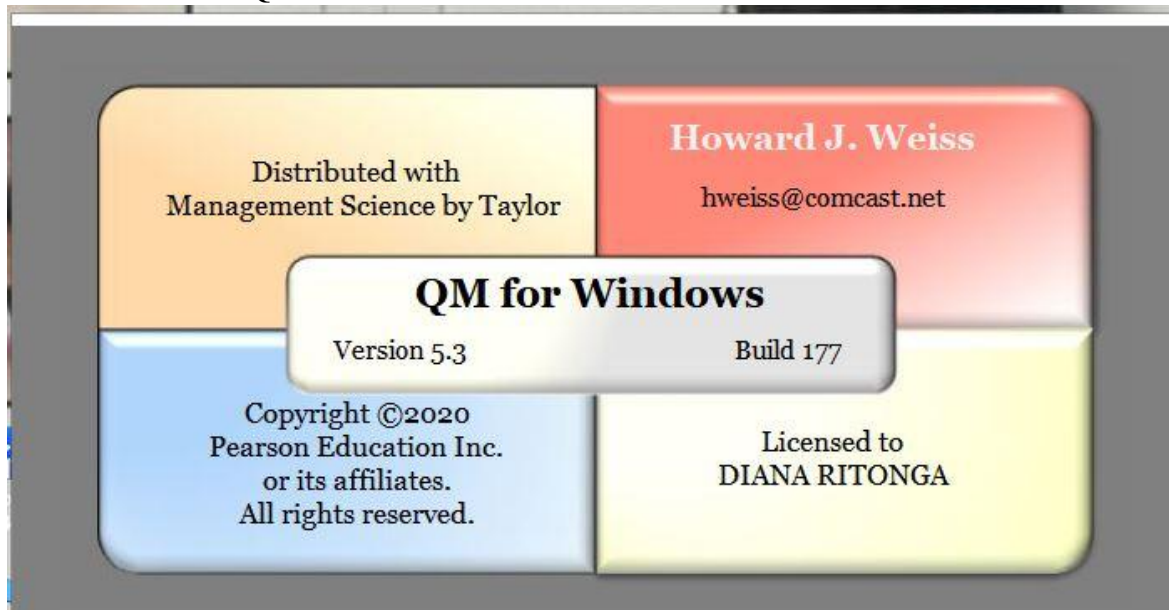 Distributed with
Management Science by Taylor
Howard J. Weiss
hweiss@comcast.net
QM for Windows
Version 5.3
Build 177
Copyright ©2020
Pearson Education Inc.
or its affiliates.
All rights reserved.
Licensed to
DIANA RITONGA